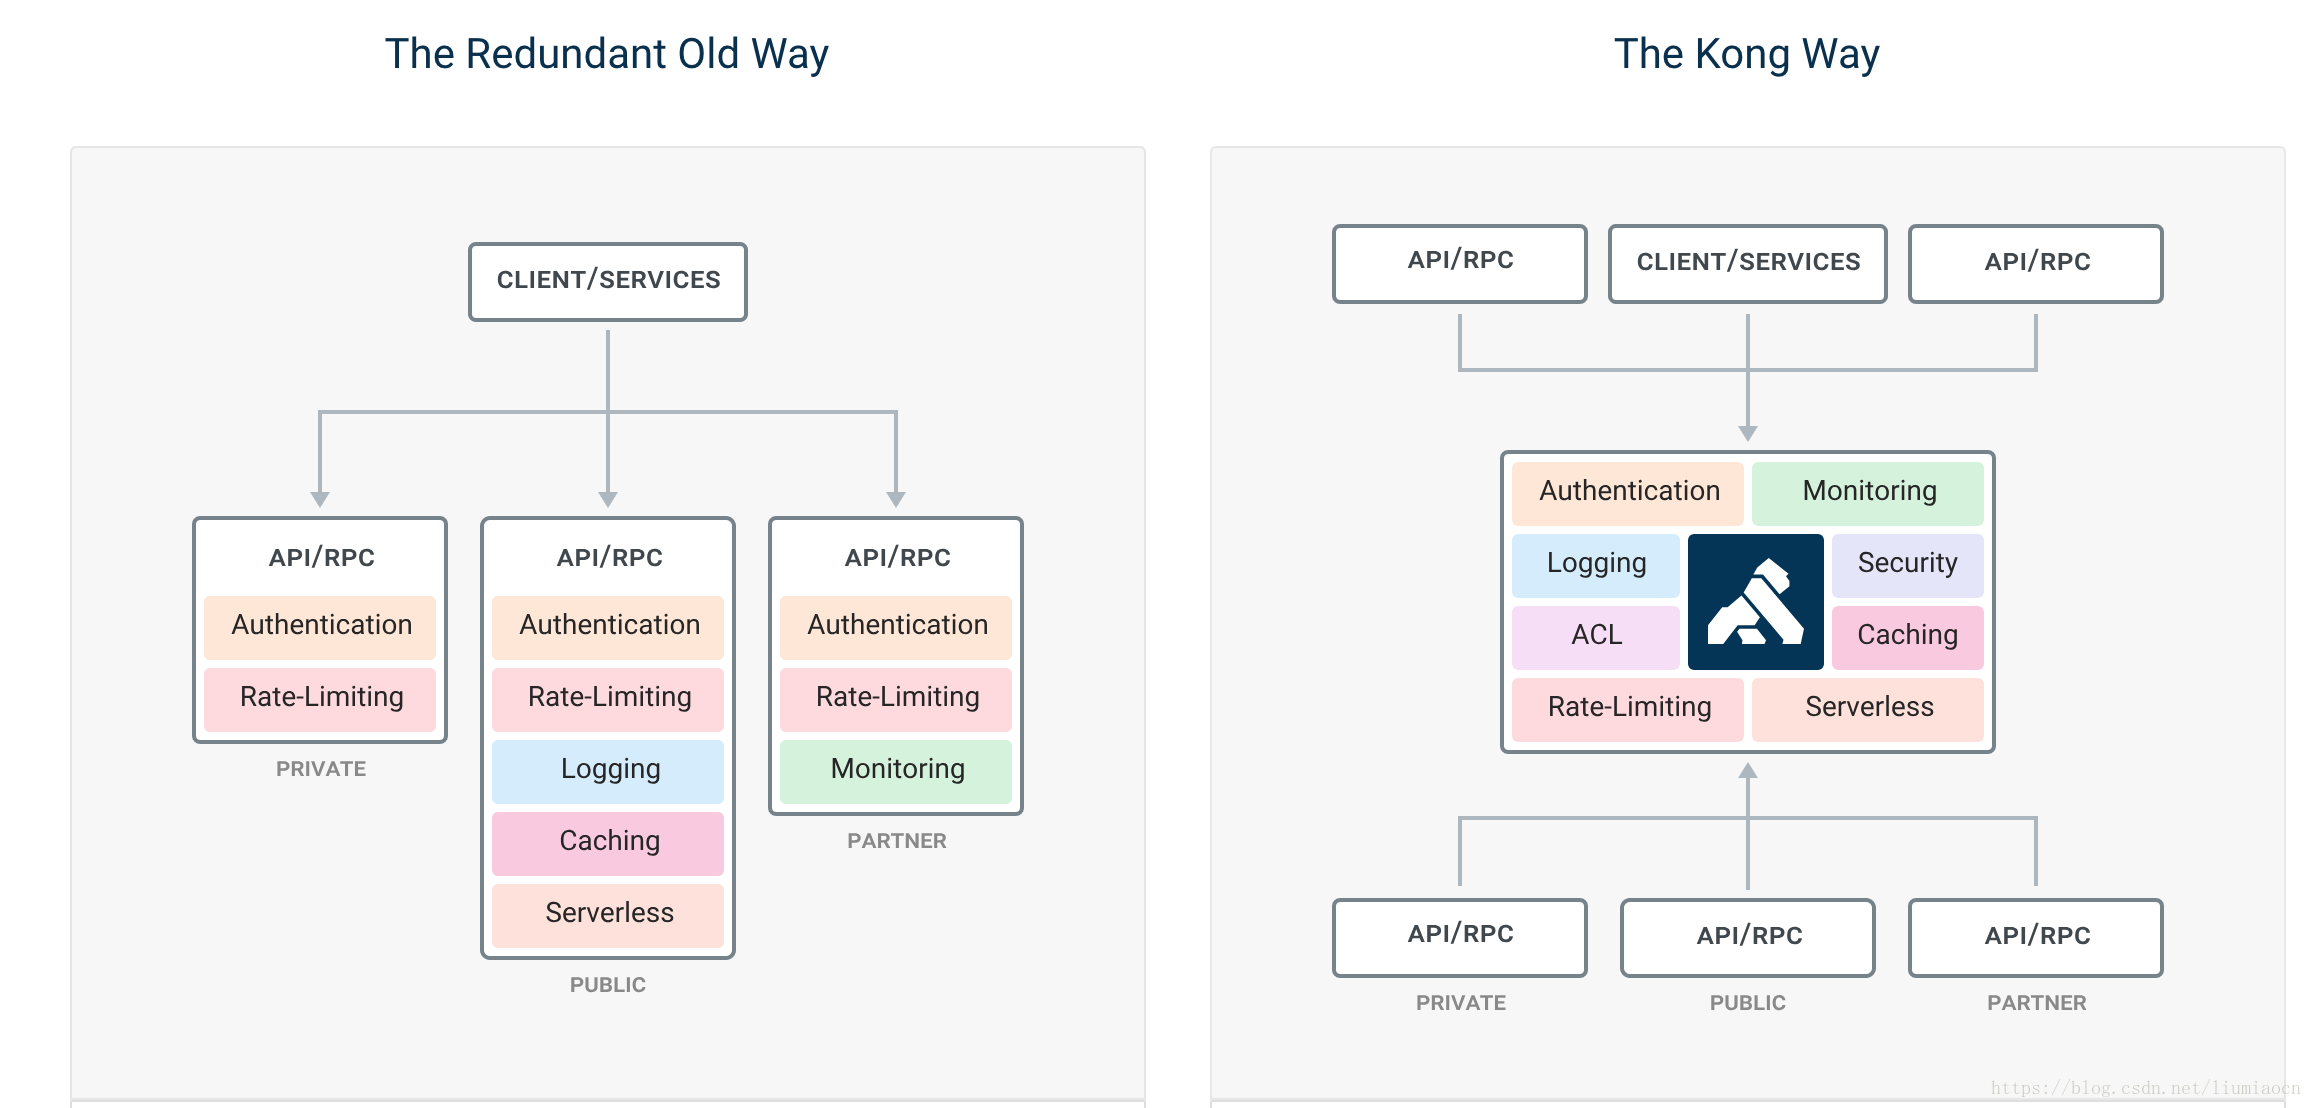 The Redundant Old Way
CLIENT/SERVICES
API/RPC
Authentication
Rate-Limiting
PRIVATE
API/RPC
Authentication
Rate-Limiting
Logging
Caching
Serverless
PUBLIC
API/RPC
Authentication
Rate-Limiting
Monitoring
PARTNER
The Kong Way
API/RPC
CLIENT/SERVICES
API/RPC
Authentication
Monitoring
Logging
Security
ACL
Caching
Rate-Limiting
Serverless
API/RPC
PRIVATE
API/RPC
PUBLIC
API/RPC
PARTNER
https://blog.csdn.net/liumiaocn